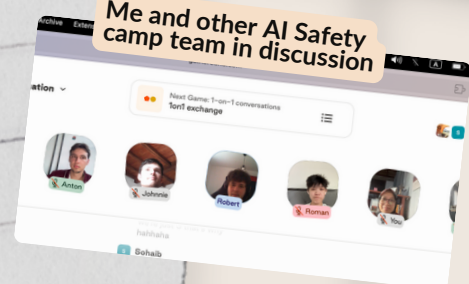 Me and other AI Safety
camp team in discussion
Archive
A
ation
Next Game: 1-on-1 conversations
1on1 exchange
Anton
Johnnie
Robert
Roman
You
hahhaha
Sohaib